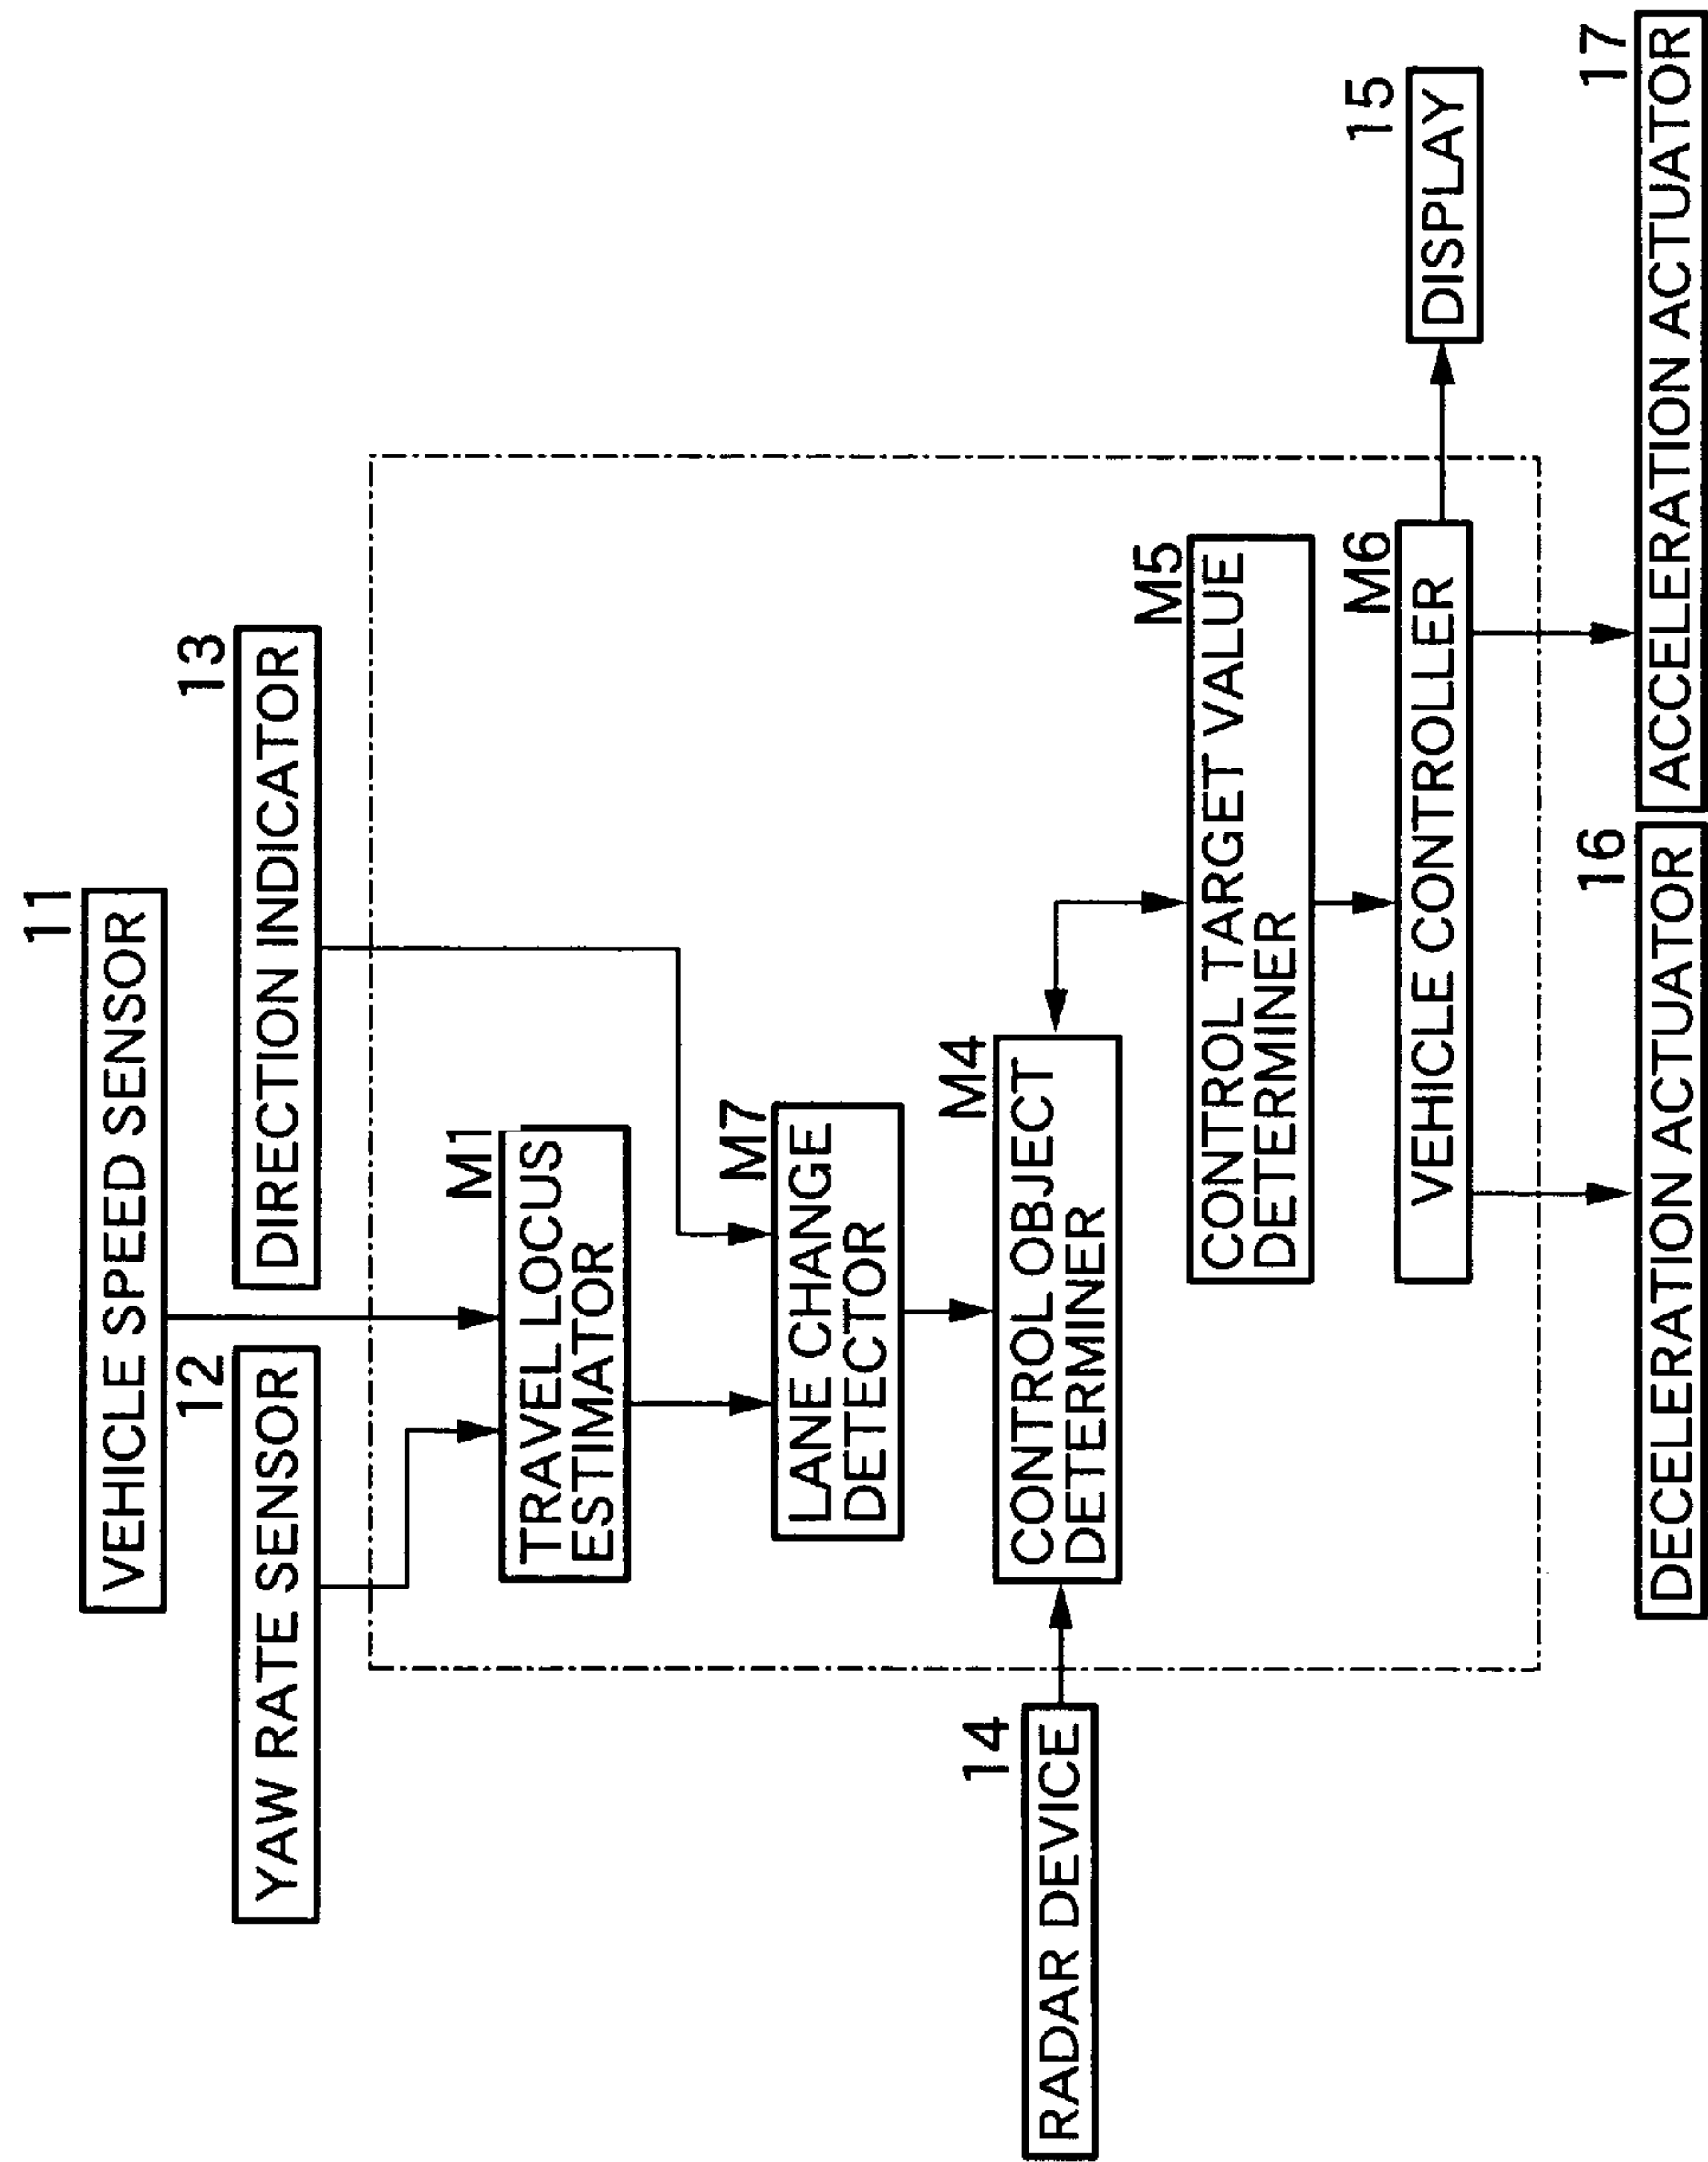 11
VEHICLE SPEED SENSOR
12
YAW RATE SENSOR
13
DIRECTION INDICATOR
M1
TRAVEL LOCUS
ESTIMATOR
M7
LANE CHANGE
DETECTOR
14
RADAR DEVICE
M4
CONTROL OBJECT
DETERMINER
M5
CONTROL TARGET VALUE
DETERMINER
M6
VEHICLE CONTROLLER
15
DISPLAY
16
DECELERATION ACTUATOR
17
ACCELERATION ACTUATOR